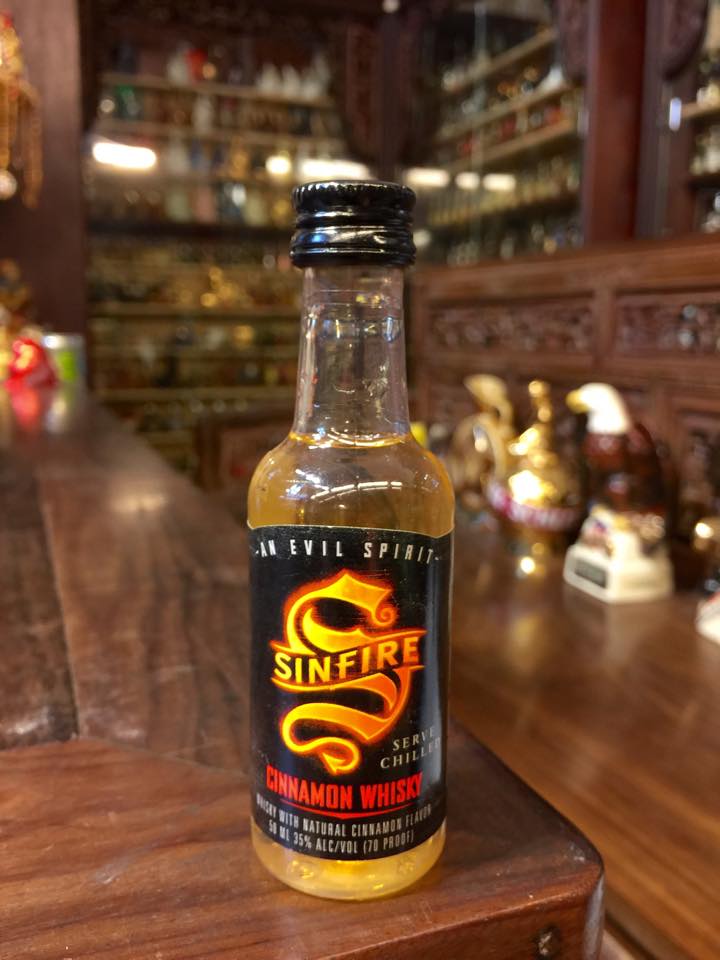 -AN EVIL SPIRIT-
SINFIRE
SERVE
CHILLED
CINNAMON WHISKY
WHISKY WITH NATURAL CINNAMON FLAVOR
50 ML 35% ALC/VOL (70 PROOF)